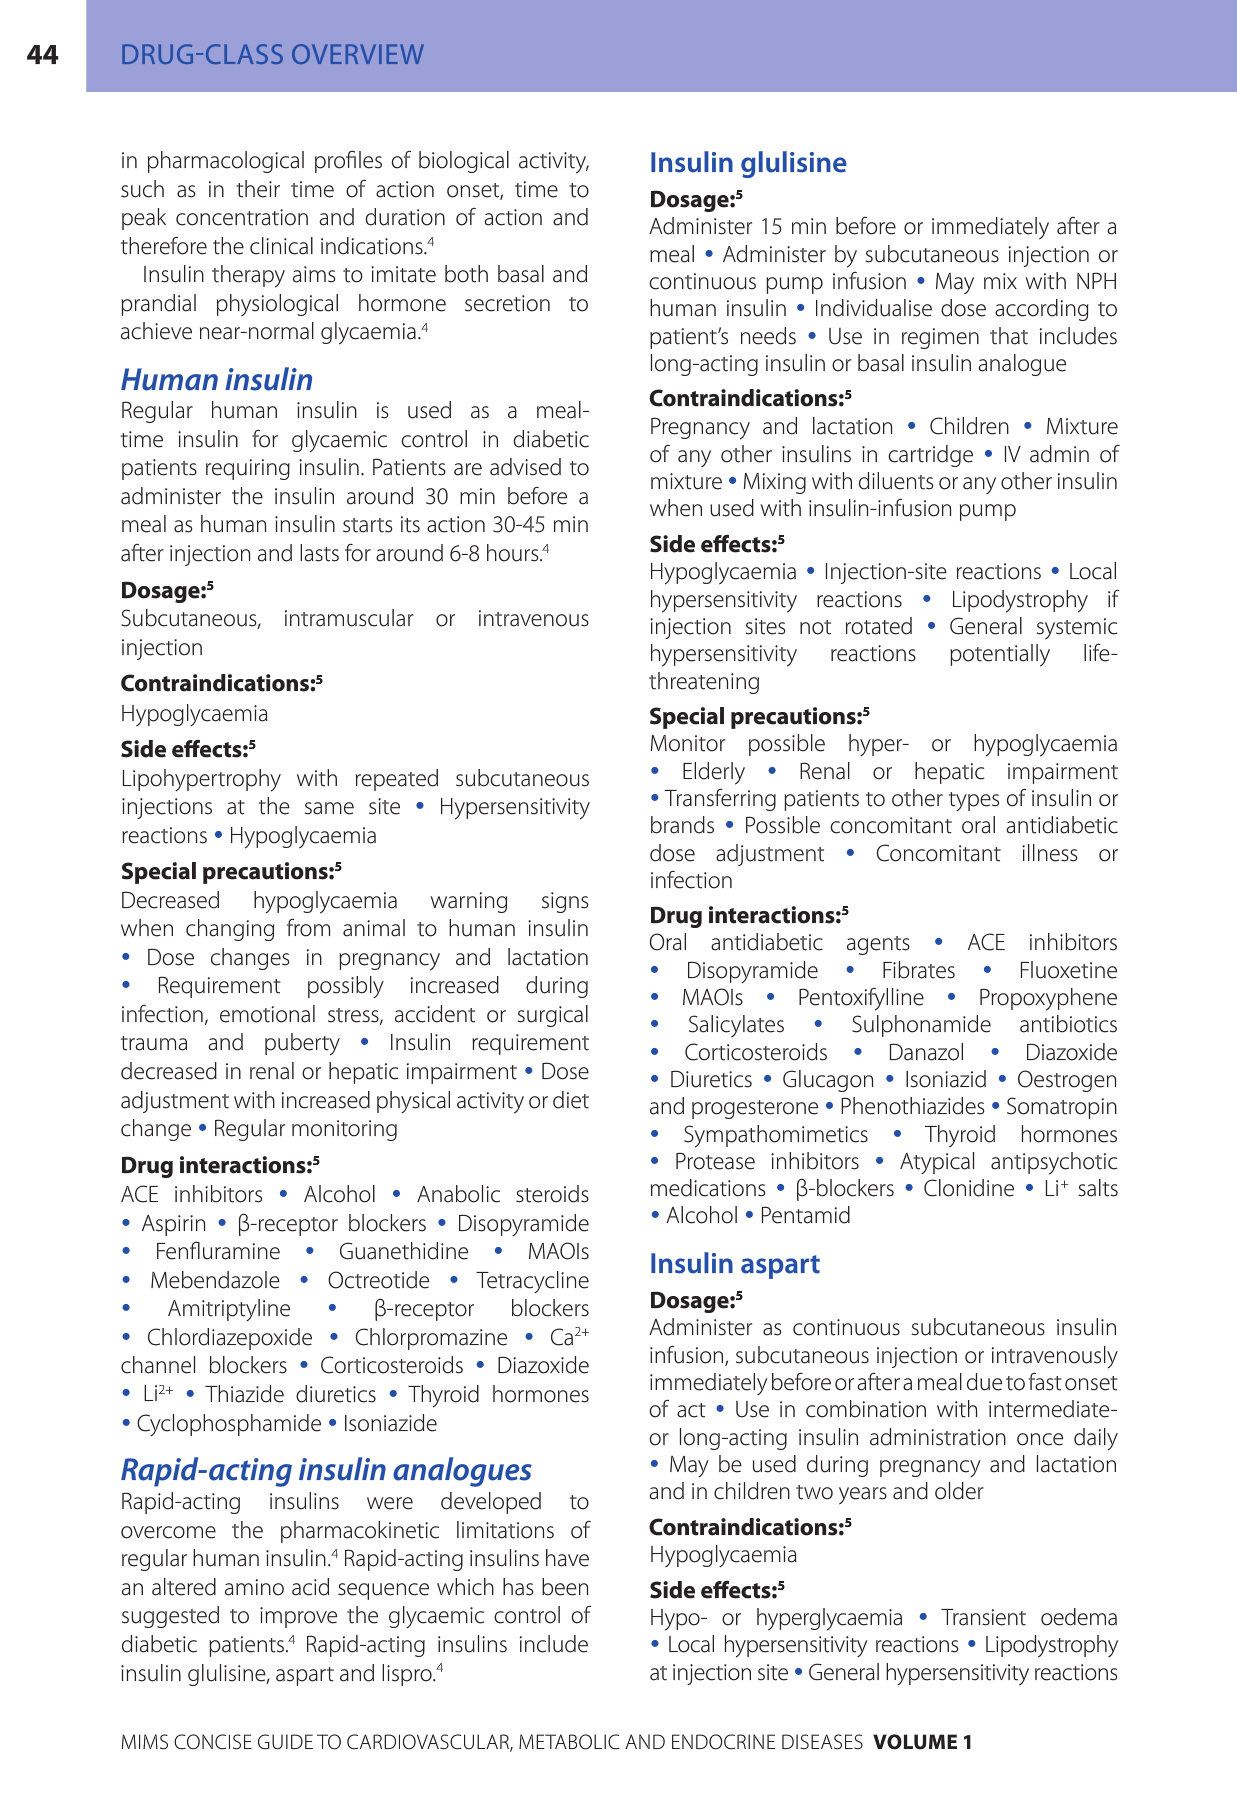 44
DRUG-CLASS OVERVIEW
in pharmacological profiles of biological activity,
such as in their time of action onset, time to
peak concentration and duration of action and
therefore the clinical indications.4
Insulin therapy aims to imitate both basal and
prandial physiological hormone secretion to
achieve near-normal glycaemia.4
Human insulin
Regular human insulin is used as a meal-
time insulin for glycaemic control in diabetic
patients requiring insulin. Patients are advised to
administer the insulin around 30 min before a
meal as human insulin starts its action 30-45 min
after injection and lasts for around 6-8 hours.4
Dosage:5
Subcutaneous, intramuscular or intravenous
injection
Contraindications:5
Hypoglycaemia
Side effects:5
Lipohypertrophy with repeated subcutaneous
injections at the same site • Hypersensitivity
reactions • Hypoglycaemia
Special precautions:5
Decreased hypoglycaemia warning signs
when changing from animal to human insulin
• Dose changes in pregnancy and lactation
• Requirement possibly increased during
infection, emotional stress, accident or surgical
trauma and puberty • Insulin requirement
decreased in renal or hepatic impairment • Dose
adjustment with increased physical activity or diet
change • Regular monitoring
Drug interactions:5
ACE inhibitors • Alcohol • Anabolic steroids
• Aspirin • β-receptor blockers • Disopyramide
• Fenfluramine • Guanethidine • MAOIs
• Mebendazole • Octreotide • Tetracycline
• Amitriptyline • β-receptor blockers
• Chlordiazepoxide • Chlorpromazine • Ca2+
channel blockers • Corticosteroids • Diazoxide
• Li2+ • Thiazide diuretics • Thyroid hormones
• Cyclophosphamide • Isoniazide
Rapid-acting insulin analogues
Rapid-acting insulins were developed to
overcome the pharmacokinetic limitations of
regular human insulin.4 Rapid-acting insulins have
an altered amino acid sequence which has been
suggested to improve the glycaemic control of
diabetic patients.4 Rapid-acting insulins include
insulin glulisine, aspart and lispro.4
Insulin glulisine
Dosage:5
Administer 15 min before or immediately after a
meal • Administer by subcutaneous injection or
continuous pump infusion • May mix with NPH
human insulin • Individualise dose according to
patient's needs • Use in regimen that includes
long-acting insulin or basal insulin analogue
Contraindications:5
Pregnancy and lactation • Children • Mixture
of any other insulins in cartridge • IV admin of
mixture • Mixing with diluents or any other insulin
when used with insulin-infusion pump
Side effects:5
Hypoglycaemia • Injection-site reactions • Local
hypersensitivity reactions • Lipodystrophy if
injection sites not rotated • General systemic
hypersensitivity reactions potentially life-
threatening
Special precautions:5
Monitor possible hyper- or hypoglycaemia
• Elderly • Renal or hepatic impairment
• Transferring patients to other types of insulin or
brands • Possible concomitant oral antidiabetic
dose adjustment • Concomitant illness or
infection
Drug interactions:5
Oral antidiabetic agents • ACE inhibitors
• Disopyramide • Fibrates • Fluoxetine
• MAOIs • Pentoxifylline • Propoxyphene
• Salicylates • Sulphonamide antibiotics
• Corticosteroids • Danazol • Diazoxide
• Diuretics • Glucagon • Isoniazid • Oestrogen
and progesterone • Phenothiazides • Somatropin
• Sympathomimetics • Thyroid hormones
• Protease inhibitors • Atypical antipsychotic
medications • β-blockers • Clonidine • Li+ salts
• Alcohol • Pentamid
Insulin aspart
Dosage:5
Administer as continuous subcutaneous insulin
infusion, subcutaneous injection or intravenously
immediately before or after a meal due to fast onset
of act • Use in combination with intermediate-
or long-acting insulin administration once daily
• May be used during pregnancy and lactation
and in children two years and older
Contraindications:5
Hypoglycaemia
Side effects:5
Hypo- or hyperglycaemia • Transient oedema
• Local hypersensitivity reactions • Lipodystrophy
at injection site • General hypersensitivity reactions
MIMS CONCISE GUIDE TO CARDIOVASCULAR, METABOLIC AND ENDOCRINE DISEASES VOLUME 1